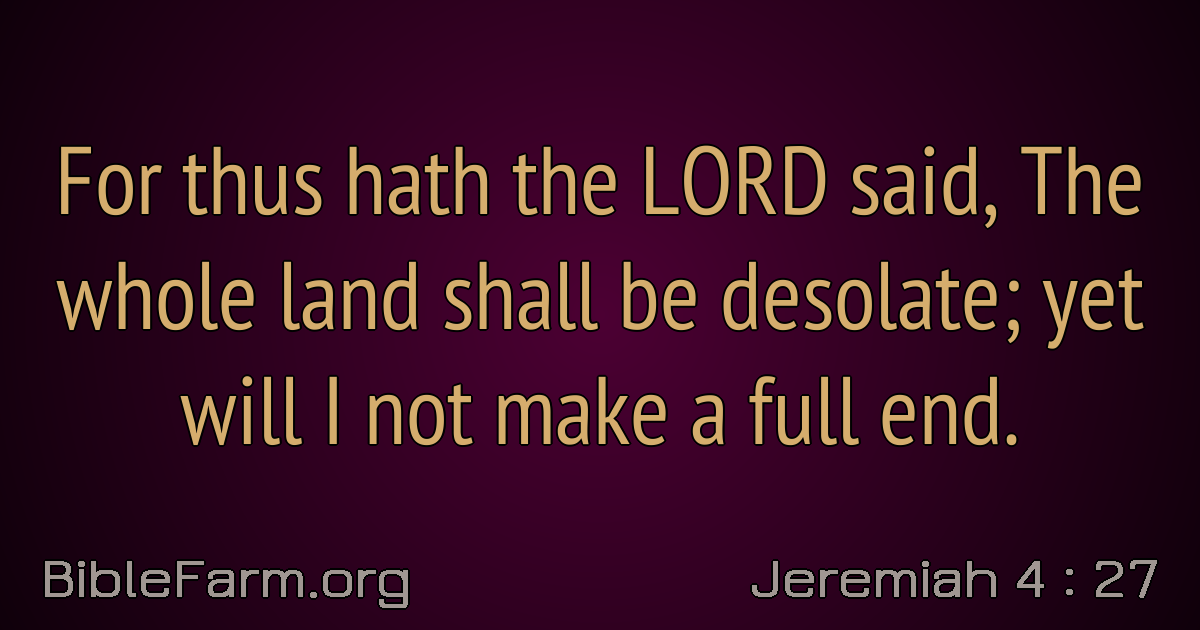 For thus hath the LORD said, The
whole land shall be desolate; yet
will I not make a full end.
BibleFarm.org
Jeremiah 4 : 27